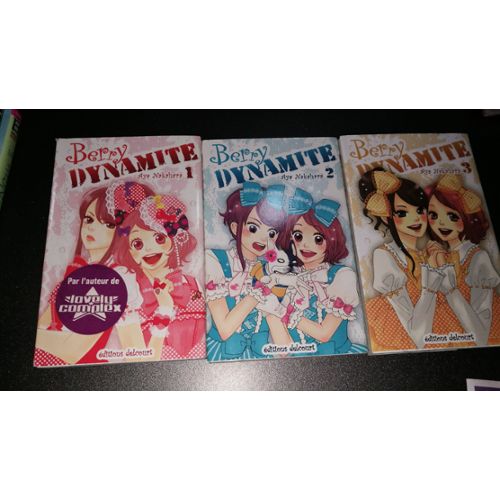 Berry
DYNAMITE
Aya Nakahara 1
Par l'auteur de
lovely
complex
éditions delcourt
Berry
DYNAMITE
Aya Nakahara 2
éditions delcourt
Berry
DYNAMITE
Aya Nakahara 3
éditions delcourt